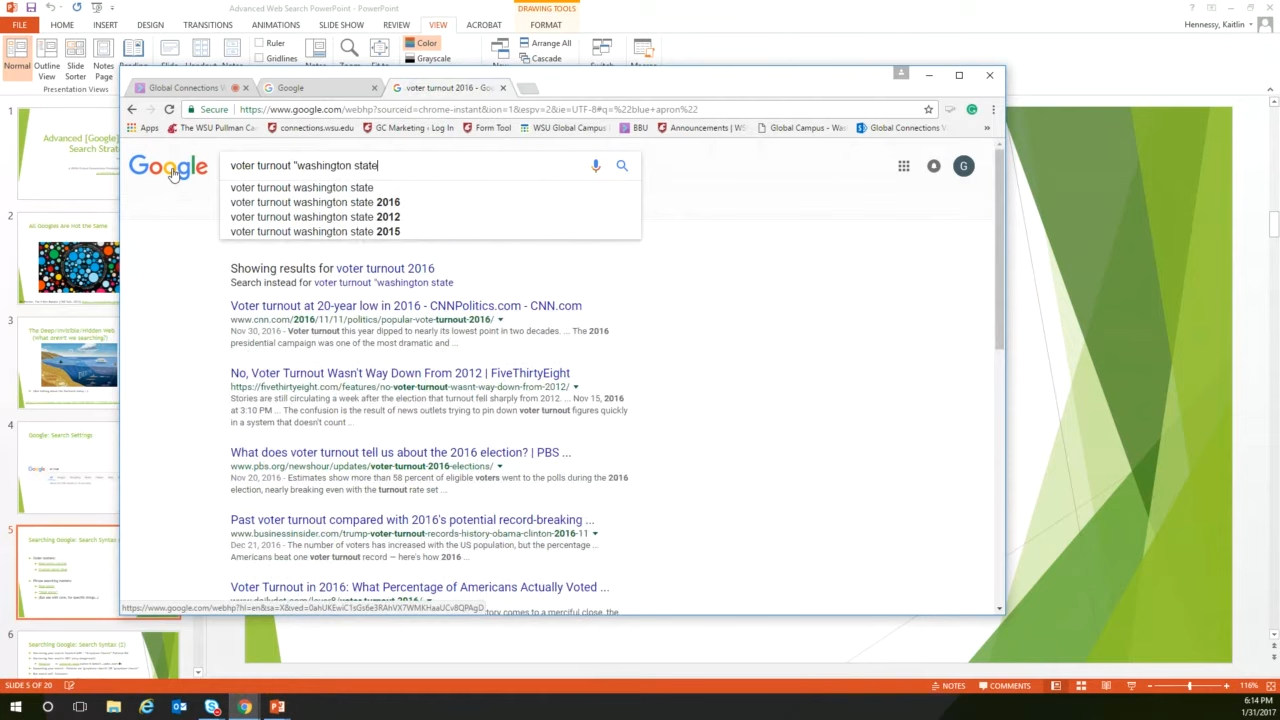 Advanced Web Search PowerPoint - PowerPoint
DRAWING TOOLS
FILE HOME INSERT DESIGN TRANSITIONS ANIMATIONS SLIDE SHOW REVIEW VIEW ACROBAT FORMAT
Hennessy, Kaitlin
Ruler
Gridlines
Color
Grayscale
Arrange All
Cascade
Normal Outline View Slide Sorter Notes Page
Presentation Views
Global Connections
Google
voter turnout 2016 - Goo
Secure https://www.google.com/webhp?sourceid=chrome-instant&ion=1&espv=2&ie=UTF-8#q=%22blue+apron%22
Apps The WSU Pullman Ca connections.wsu.edu GC Marketing › Log In Form Tool WSU Global Campus BBU Announcements | WS Global Campus - Was Global Connections V
Google
voter turnout "washington state
G
voter turnout washington state
voter turnout washington state 2016
voter turnout washington state 2012
voter turnout washington state 2015
Showing results for voter turnout 2016
Search instead for voter turnout "washington state
Voter turnout at 20-year low in 2016 - CNNPolitics.com - CNN.com
www.cnn.com/2016/11/11/politics/popular-vote-turnout-2016/
Nov 30, 2016 - Voter turnout this year dipped to nearly its lowest point in two decades. ... The 2016
presidential campaign was one of the most dramatic and ...
No, Voter Turnout Wasn't Way Down From 2012 | FiveThirtyEight
https://fivethirtyeight.com/features/no-voter-turnout-wasnt-way-down-from-2012/
Stories are still circulating a week after the election that turnout fell sharply from 2012. ... Nov 15, 2016
at 3:10 PM ... The confusion is the result of news outlets trying to pin down voter turnout figures quickly
in a system that doesn't count ...
What does voter turnout tell us about the 2016 election? | PBS ...
www.pbs.org/newshour/updates/voter-turnout-2016-elections/
Nov 20, 2016 - Estimates show more than 58 percent of eligible voters went to the polls during the 2016
election, nearly breaking even with the turnout rate set ...
Past voter turnout compared with 2016's potential record-breaking ...
www.businessinsider.com/trump-voter-turnout-records-history-obama-clinton-2016-11
Dec 21, 2016 - The number of voters has increased with the US population, but the percentage ...
Americans beat one voter turnout record — here's how 2016 ...
Voter Turnout in 2016: What Percentage of Americans Actually Voted ...
1
Advanced [Google]
Search Strat
2
All Googles Are Not the Same
3
The Deep/Invisible/Hidden Web
(What aren't we searching?)
4
Google: Search Settings
5
Searching Google: Search Syntax
6
Searching Google: Search Syntax (1)
SLIDE 5 OF 20
NOTES
COMMENTS
116%
6:14 PM
1/31/2017